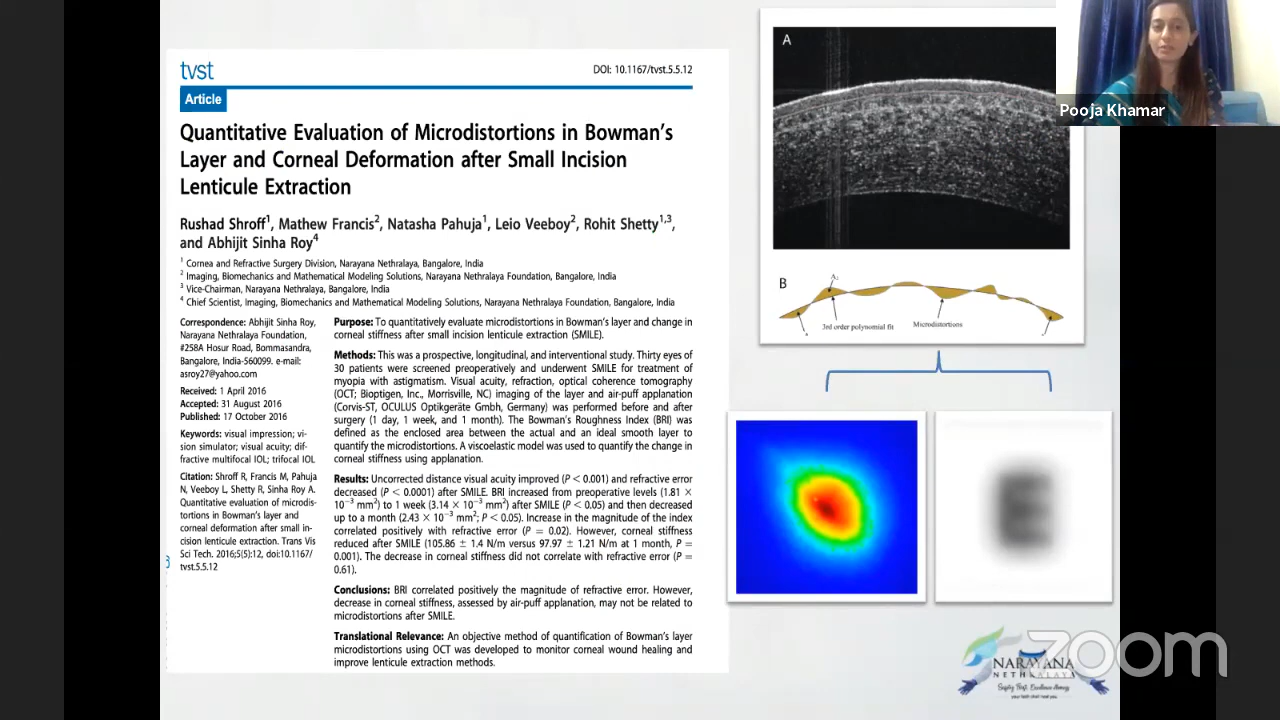 tvst
DOI: 10.1167/tvst.5.5.12
Article
Quantitative Evaluation of Microdistortions in Bowman's
Layer and Corneal Deformation after Small Incision
Lenticule Extraction
Rushad Shroff1, Mathew Francis2, Natasha Pahuja1, Leio Veeboy2, Rohit Shetty1,3,
and Abhijit Sinha Roy4
1 Cornea and Refractive Surgery Division, Narayana Nethralaya, Bangalore, India
2 Imaging, Biomechanics and Mathematical Modeling Solutions, Narayana Nethralaya Foundation, Bangalore, India
3 Vice-Chairman, Narayana Nethralaya, Bangalore, India
4 Chief Scientist, Imaging, Biomechanics and Mathematical Modeling Solutions, Narayana Nethralaya Foundation, Bangalore, India
Correspondence: Abhijit Sinha Roy,
Narayana Nethralaya Foundation,
#258A Hosur Road, Bommasandra,
Bangalore, India-560099. e-mail:
asroy27@yahoo.com
Received: 1 April 2016
Accepted: 31 August 2016
Published: 17 October 2016
Keywords: visual impression; vi-
sion simulator; visual acuity; dif-
fractive multifocal IOL; trifocal IOL
Citation: Shroff R, Francis M, Pahuja
N, Veeboy L, Shetty R, Sinha Roy A.
Quantitative evaluation of microdis-
tortions in Bowman's layer and
corneal deformation after small in-
cision lenticule extraction. Trans Vis
Sci Tech. 2016;5(5):12, doi:10.1167/
tvst.5.5.12
Purpose: To quantitatively evaluate microdistortions in Bowman's layer and change in
corneal stiffness after small incision lenticule extraction (SMILE).
Methods: This was a prospective, longitudinal, and interventional study. Thirty eyes of
30 patients were screened preoperatively and underwent SMILE for treatment of
myopia with astigmatism. Visual acuity, refraction, optical coherence tomography
(OCT; Bioptigen, Inc., Morrisville, NC) imaging of the layer and air-puff applanation
(Corvis-ST, OCULUS Optikgeräte Gmbh, Germany) was performed before and after
surgery (1 day, 1 week, and 1 month). The Bowman's Roughness Index (BRI) was
defined as the enclosed area between the actual and an ideal smooth layer to
quantify the microdistortions. A viscoelastic model was used to quantify the change in
corneal stiffness using applanation.
Results: Uncorrected distance visual acuity improved (P < 0.001) and refractive error
decreased (P < 0.0001) after SMILE. BRI increased from preoperative levels (1.81 ×
10−3 mm2) to 1 week (3.14 × 10−3 mm2) after SMILE (P < 0.05) and then decreased
up to a month (2.43 × 10−3 mm2; P < 0.05). Increase in the magnitude of the index
correlated positively with refractive error (P = 0.02). However, corneal stiffness
reduced after SMILE (105.86 ± 1.4 N/m versus 97.97 ± 1.21 N/m at 1 month, P =
0.001). The decrease in corneal stiffness did not correlate with refractive error (P =
0.61).
Conclusions: BRI correlated positively the magnitude of refractive error. However,
decrease in corneal stiffness, assessed by air-puff applanation, may not be related to
microdistortions after SMILE.
Translational Relevance: An objective method of quantification of Bowman's layer
microdistortions using OCT was developed to monitor corneal wound healing and
improve lenticule extraction methods.
A
B
A2
3rd order polynomial fit
Microdistortions
E
Pooja Khamar
NARAYANA
NETHRALAYA
zoom